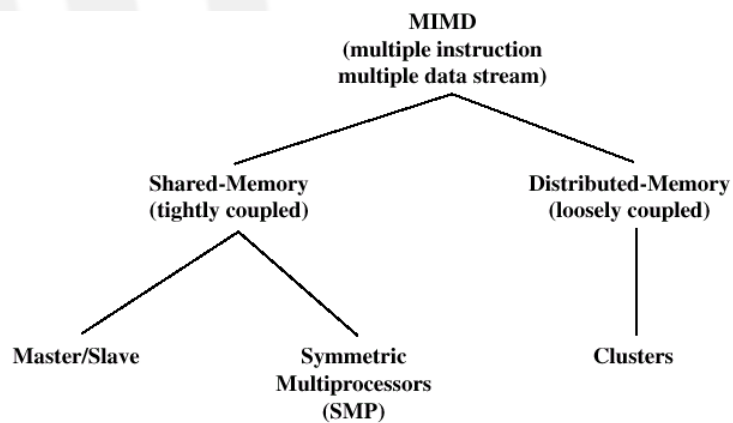 MIMD
(multiple instruction
multiple data stream)
Shared-Memory
(tightly coupled)
Distributed-Memory
(loosely coupled)
Master/Slave
Symmetric
Multiprocessors
(SMP)
Clusters